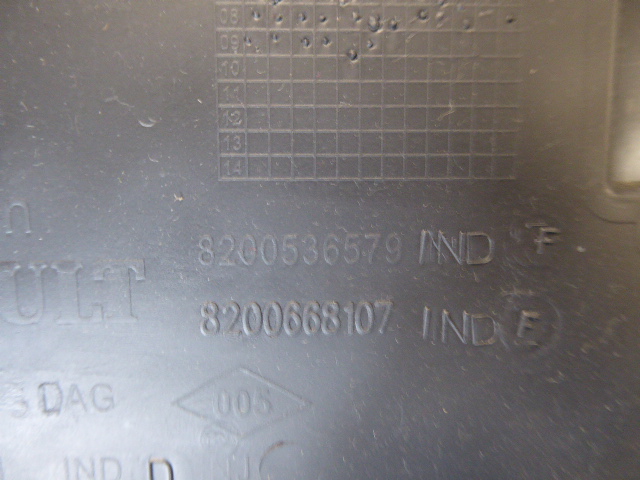 08
09
10
11
12
13
14
n
8200536579 IND F
ULT
8200668107 IND E
DAG 005
IND D